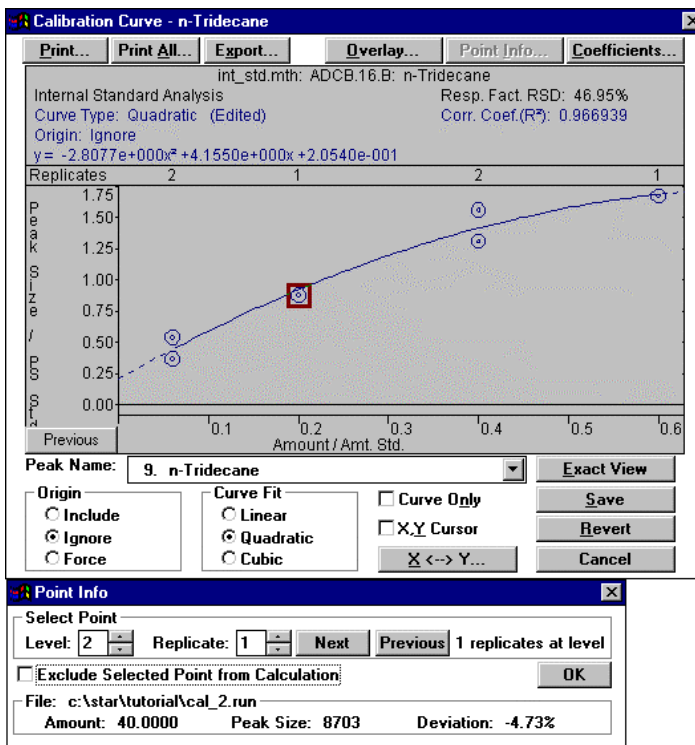 Calibration Curve - n-Tridecane
Print... Print All... Export... Overlay... Point Info... Coefficients...
int_std.mth: ADCB.16.B: n-Tridecane
Internal Standard Analysis Resp. Fact. RSD: 46.95%
Curve Type: Quadratic (Edited) Corr. Coef.(R²): 0.966939
Origin: Ignore
y = -2.8077e+000x² +4.1550e+000x +2.0540e-001
Replicates 2 1 2 1
Peak Size / PS Std
1.75
1.50
1.25
1.00
0.75
0.50
0.25
0.00
0.1 0.2 0.3 0.4 0.5 0.6
Previous
Amount / Amt. Std.
Peak Name: 9. n-Tridecane Exact View
Origin Curve Fit
Include Linear Curve Only Save
Ignore Quadratic X,Y Cursor Revert
Force Cubic X <--> Y... Cancel
Point Info
Select Point
Level: 2 Replicate: 1 Next Previous 1 replicates at level
Exclude Selected Point from Calculation OK
File: c:\star\tutorial\cal_2.run
Amount: 40.0000 Peak Size: 8703 Deviation: -4.73%